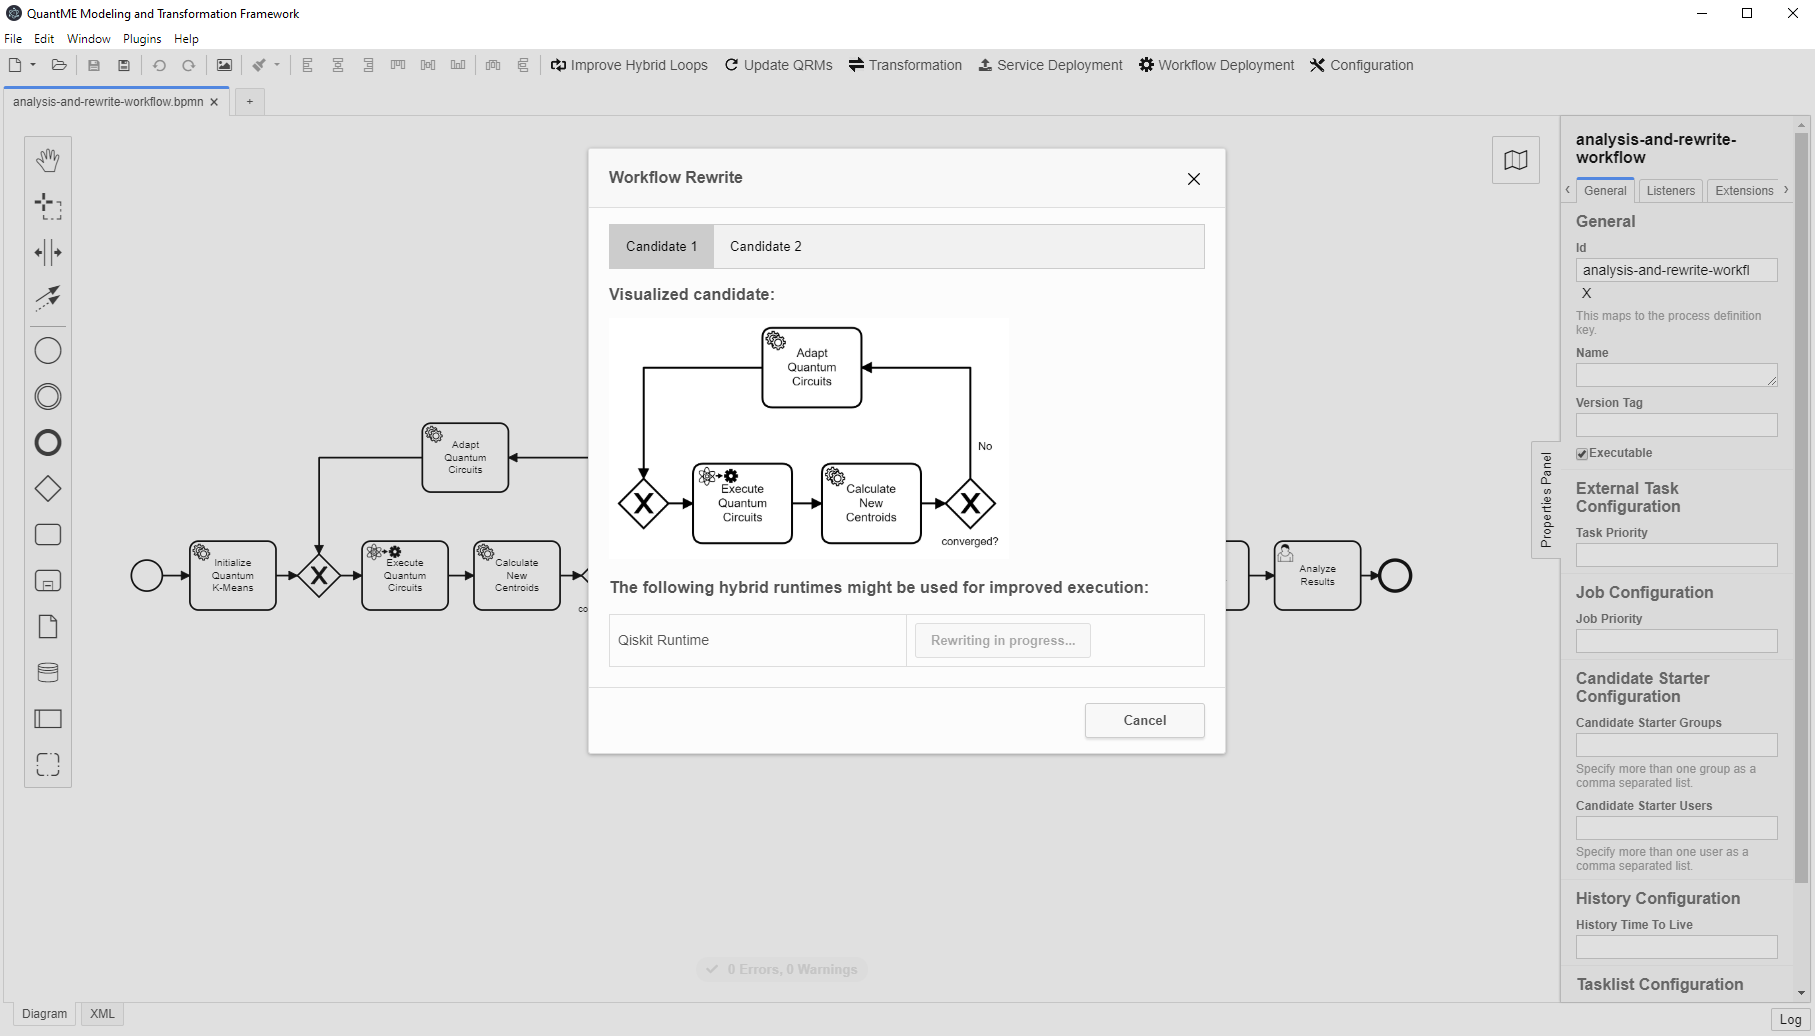 QuantME Modeling and Transformation Framework
File Edit Window Plugins Help
Improve Hybrid Loops Update QRMs Transformation Service Deployment Workflow Deployment Configuration
analysis-and-rewrite-workflow.bpmn
+
Adapt
Quantum
Circuits
Initialize
Quantum
K-Means
X
Execute
Quantum
Circuits
Calculate
New
Centroids
co
Analyze
Results
0 Errors, 0 Warnings
Workflow Rewrite
Candidate 1 Candidate 2
Visualized candidate:
Adapt
Quantum
Circuits
No
X
Execute
Quantum
Circuits
Calculate
New
Centroids
X
converged?
The following hybrid runtimes might be used for improved execution:
Qiskit Runtime Rewriting in progress...
Cancel
Properties Panel
analysis-and-rewrite-
workflow
General Listeners Extensions
General
Id
analysis-and-rewrite-workfl
X
This maps to the process definition
key.
Name
Version Tag
Executable
External Task
Configuration
Task Priority
Job Configuration
Job Priority
Candidate Starter
Configuration
Candidate Starter Groups
Specify more than one group as a
comma separated list.
Candidate Starter Users
Specify more than one user as a
comma separated list.
History Configuration
History Time To Live
Tasklist Configuration
Diagram XML
Log